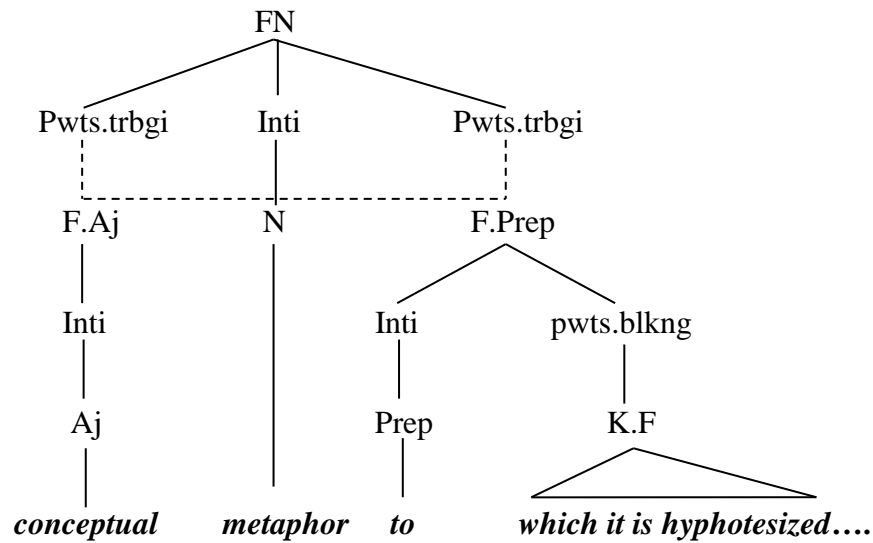 FN
Pwts.trbgi Inti Pwts.trbgi
F.Aj N F.Prep
Inti Inti pwts.blkng
Aj Prep K.F
conceptual metaphor to which it is hyphotesized….